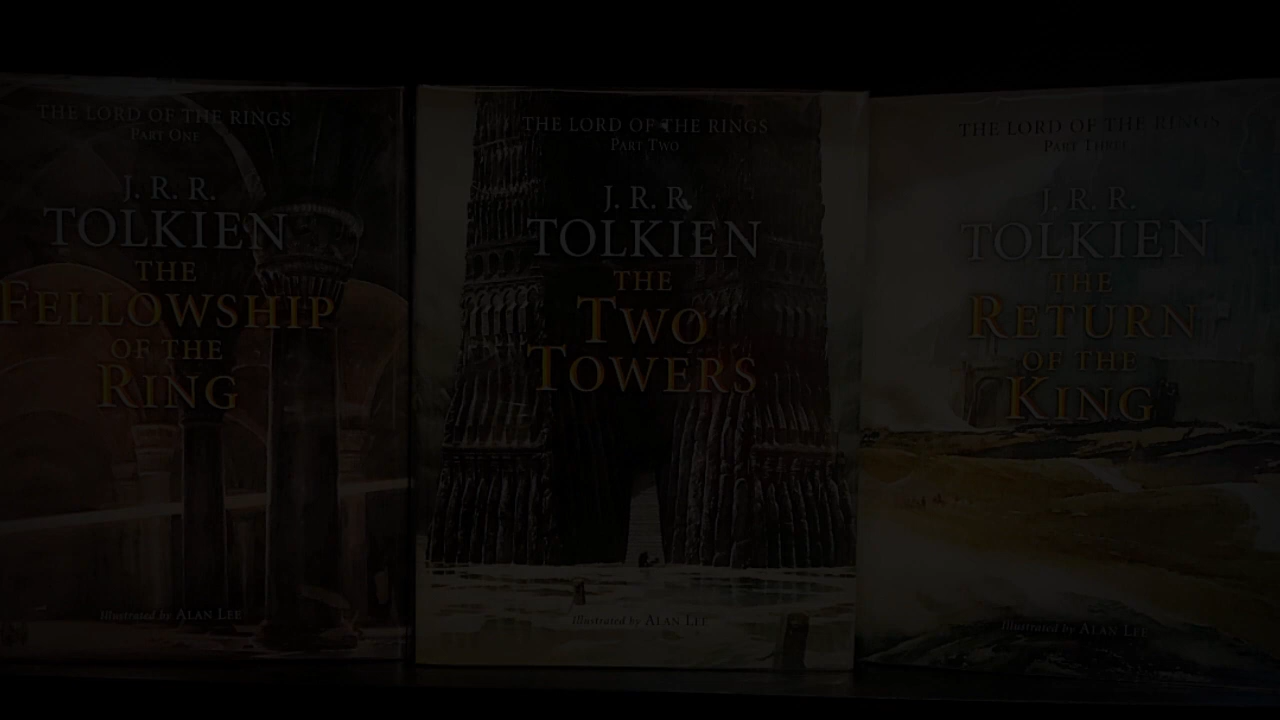 THE LORD OF THE RINGS
PART ONE
J. R. R.
TOLKIEN
THE
FELLOWSHIP
OF THE
RING
Illustrated by ALAN LEE
THE LORD OF THE RINGS
PART TWO
J. R. R.
TOLKIEN
THE
TWO
TOWERS
Illustrated by ALAN LEE
THE LORD OF THE RINGS
PART THREE
J. R. R.
TOLKIEN
THE
RETURN
OF THE
KING
Illustrated by ALAN LEE